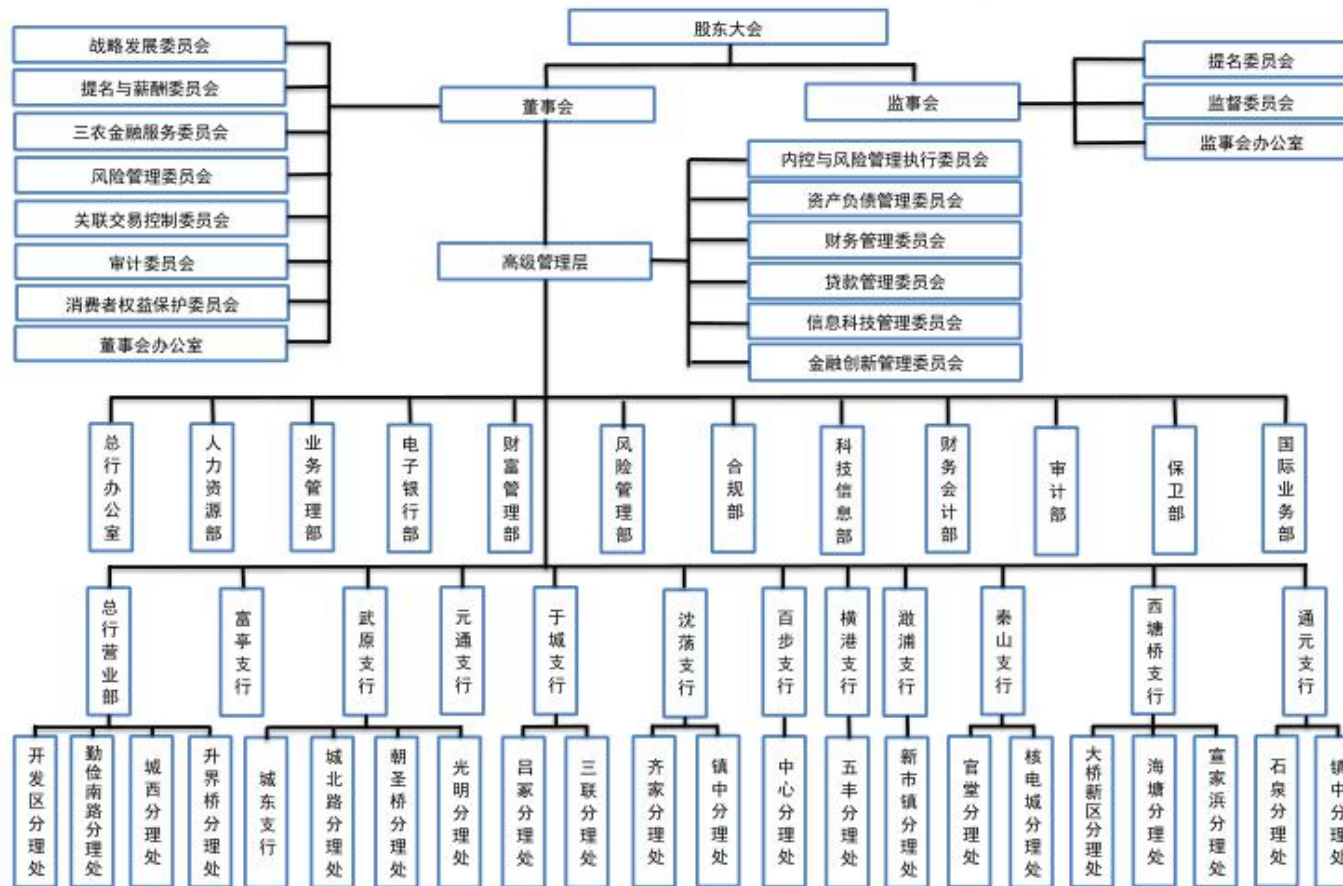 股东大会
董事会
监事会
战略发展委员会
提名与薪酬委员会
三农金融服务委员会
风险管理委员会
关联交易控制委员会
审计委员会
消费者权益保护委员会
董事会办公室
提名委员会
监督委员会
监事会办公室
高级管理层
内控与风险管理执行委员会
资产负债管理委员会
财务管理委员会
贷款管理委员会
信息科技管理委员会
金融创新管理委员会
总行办公室
人力资源部
业务管理部
电子银行部
财富管理部
风险管理部
合规部
科技信息部
财务会计部
审计部
保卫部
国际业务部
总行营业部
富亭支行
武原支行
元通支行
于城支行
沈荡支行
百步支行
横港支行
澉浦支行
秦山支行
西塘桥支行
通元支行
开发区分理处
勤俭南路分理处
城西分理处
升界桥分理处
城东支行
城北路分理处
朝圣桥分理处
光明分理处
吕冢分理处
三联分理处
齐家分理处
镇中分理处
中心分理处
五丰分理处
新市镇分理处
官堂分理处
核电城分理处
大桥新区分理处
海塘分理处
宣家浜分理处
石泉分理处
镇中分理处